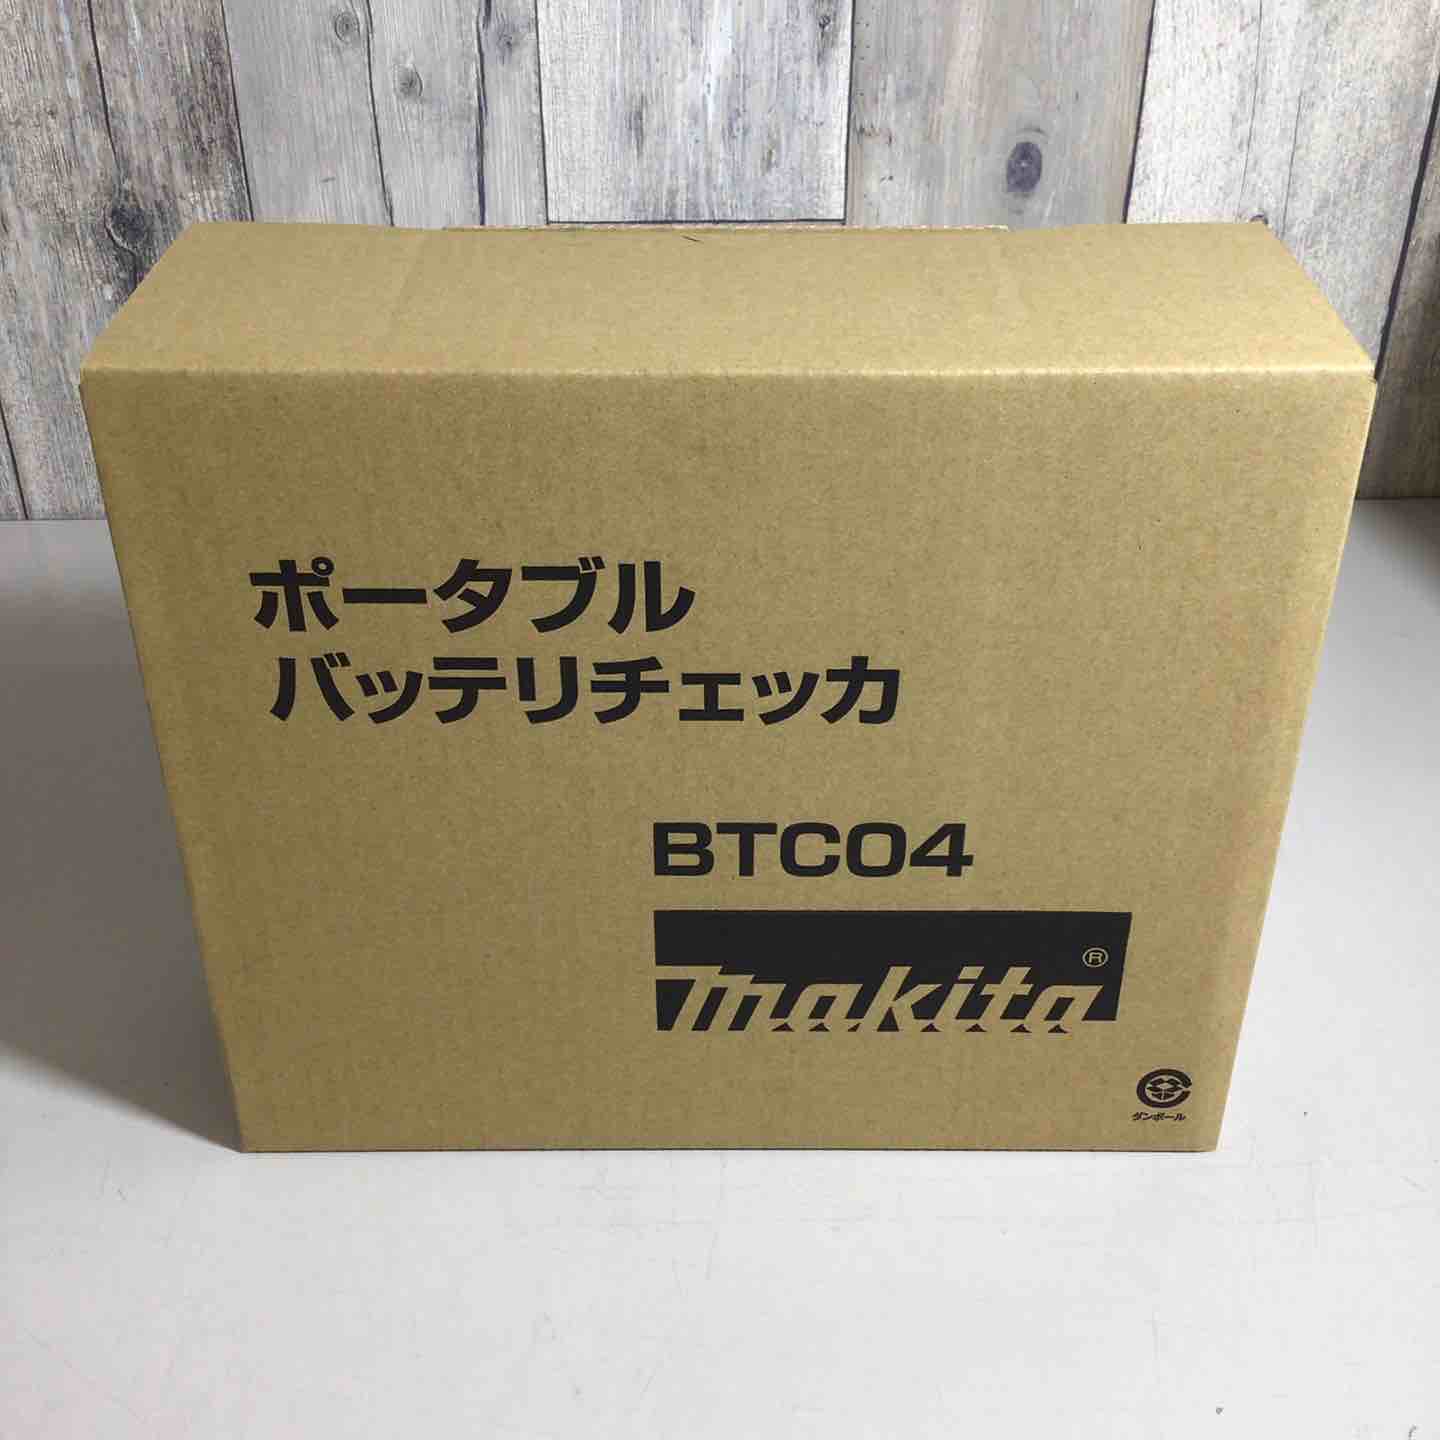 ポータブル
バッテリチェッカ
BTC04
makita®
ダンボール